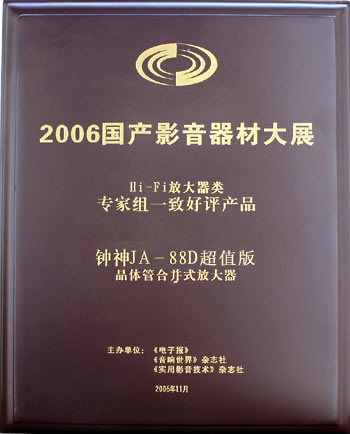 2006国产影音器材大展
Hi-Fi放大器类
专家组一致好评产品
钟神JA-88D超值版
晶体管合并式放大器
主办单位：《电子报》
《音响世界》杂志社
《实用影音技术》杂志社
2006年11月